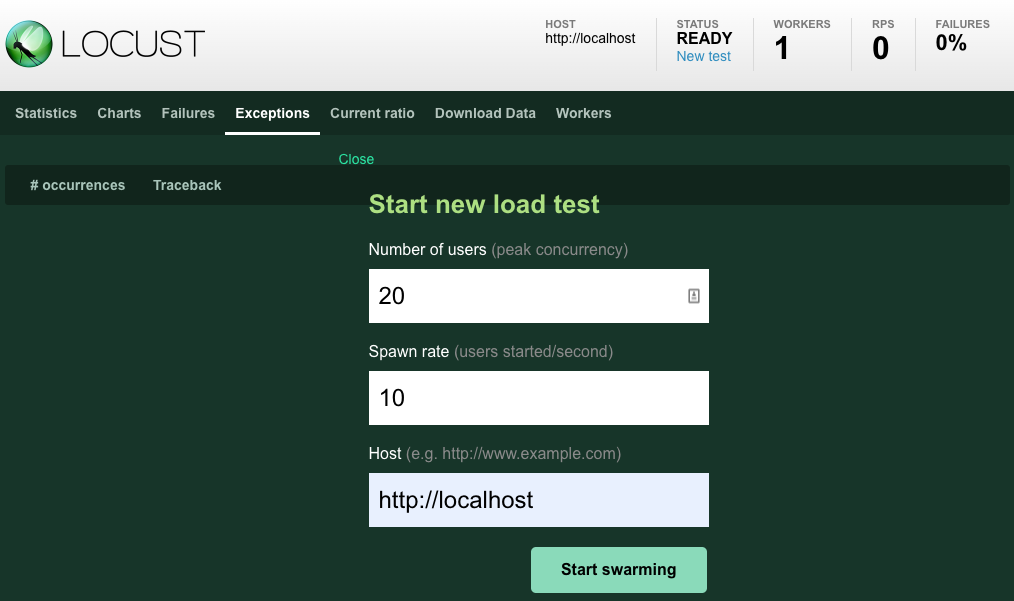 LOCUST
HOST
http://localhost
STATUS
READY
New test
WORKERS
1
RPS
0
FAILURES
0%
Statistics Charts Failures Exceptions Current ratio Download Data Workers
Close
# occurrences Traceback
Start new load test
Number of users (peak concurrency)
20
Spawn rate (users started/second)
10
Host (e.g. http://www.example.com)
http://localhost
Start swarming